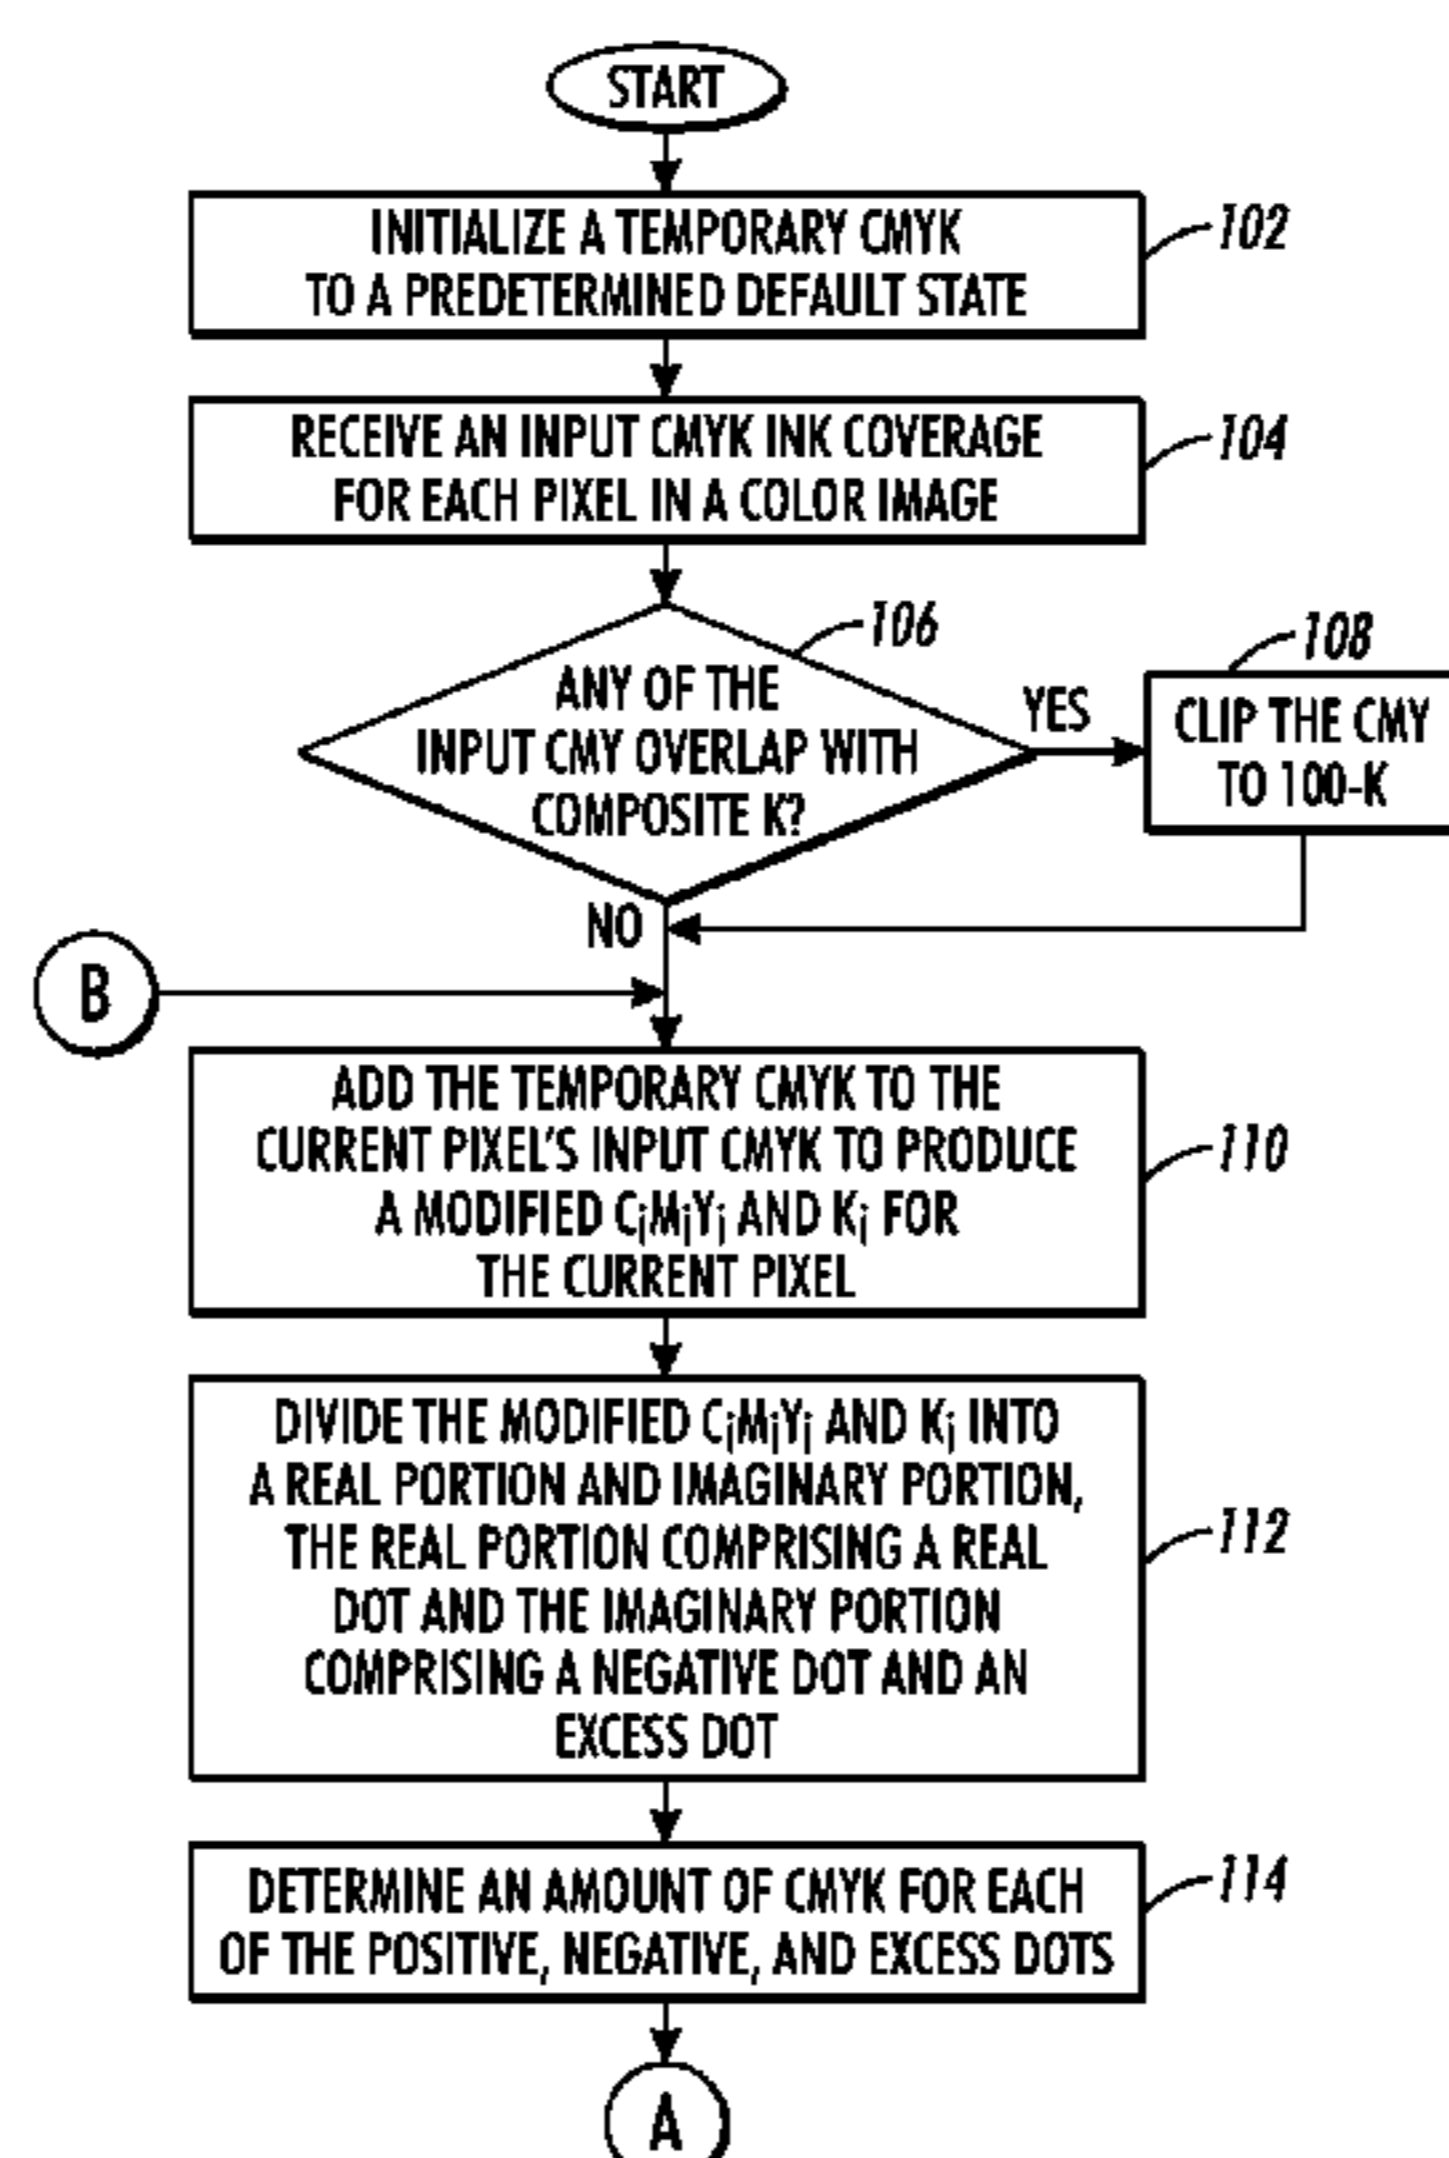 START
INITIALIZE A TEMPORARY CMYK
TO A PREDETERMINED DEFAULT STATE
102
RECEIVE AN INPUT CMYK INK COVERAGE
FOR EACH PIXEL IN A COLOR IMAGE
104
106
ANY OF THE
INPUT CMY OVERLAP WITH
COMPOSITE K?
YES
108
CLIP THE CMY
TO 100-K
NO
B
ADD THE TEMPORARY CMYK TO THE
CURRENT PIXEL'S INPUT CMYK TO PRODUCE
A MODIFIED CiMiYi AND Ki FOR
THE CURRENT PIXEL
110
DIVIDE THE MODIFIED CiMiYi AND Ki INTO
A REAL PORTION AND IMAGINARY PORTION,
THE REAL PORTION COMPRISING A REAL
DOT AND THE IMAGINARY PORTION
COMPRISING A NEGATIVE DOT AND AN
EXCESS DOT
112
DETERMINE AN AMOUNT OF CMYK FOR EACH
OF THE POSITIVE, NEGATIVE, AND EXCESS DOTS
114
A